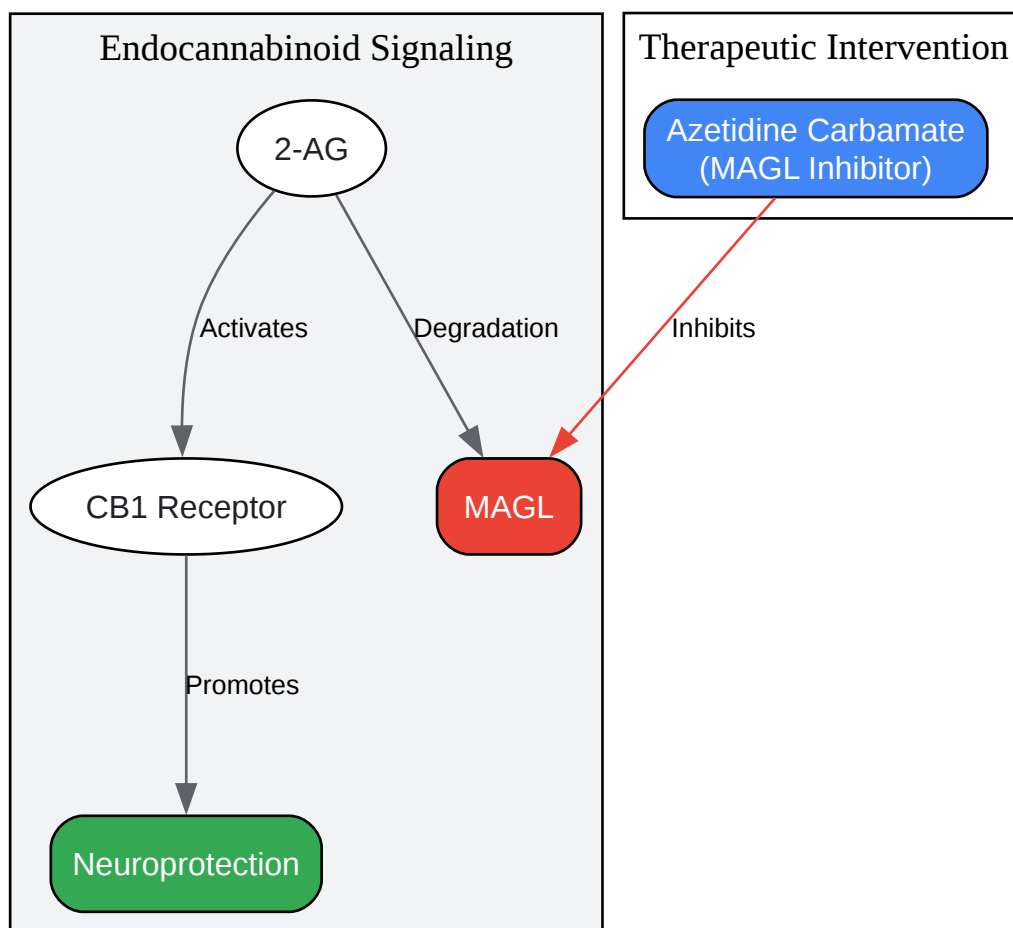 Endocannabinoid Signaling
Therapeutic Intervention
2-AG
Azetidine Carbamate
(MAGL Inhibitor)
Activates
Degradation
Inhibits
CB1 Receptor
MAGL
Promotes
Neuroprotection